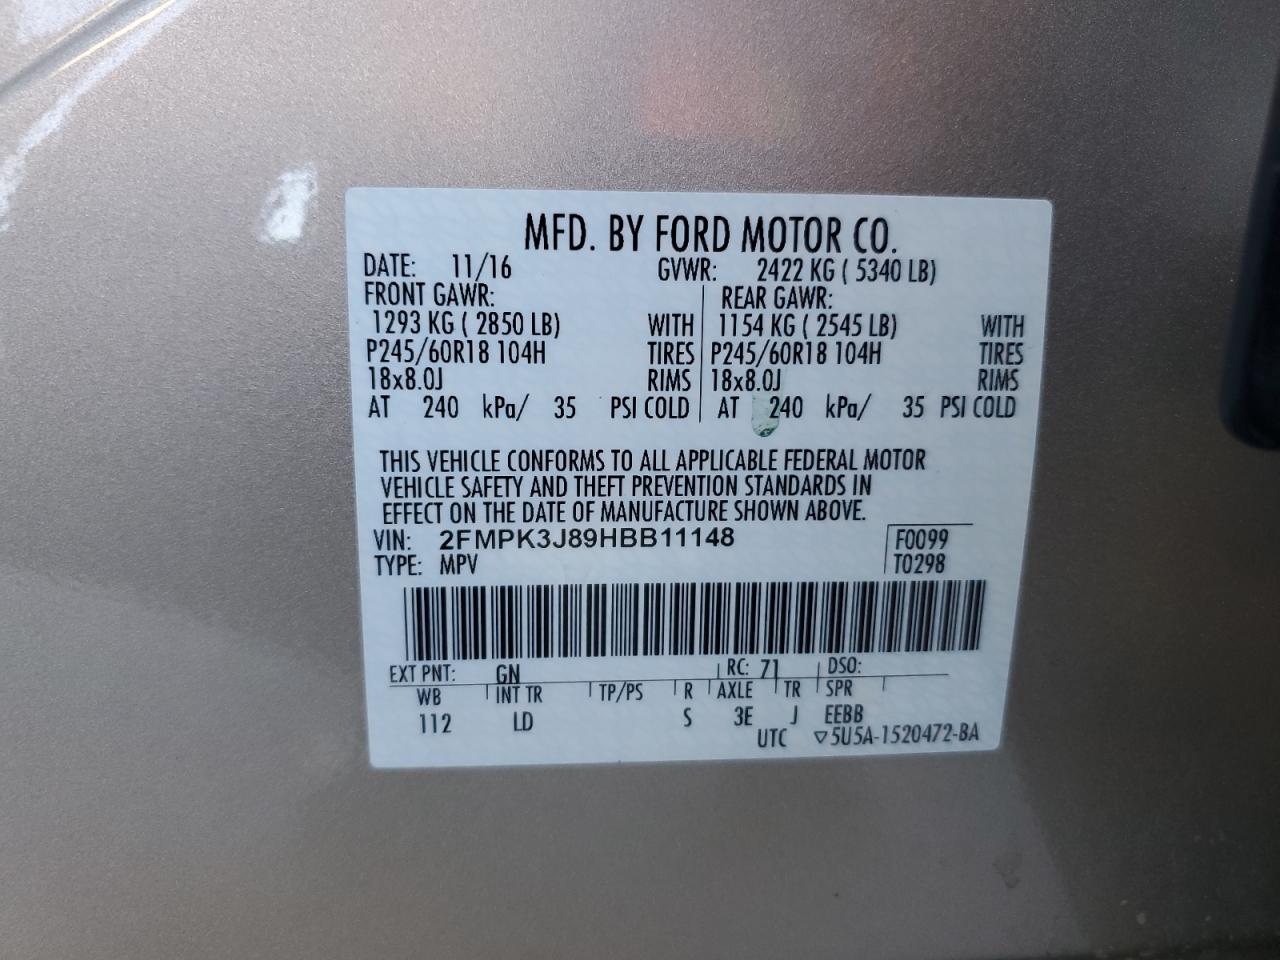 MFD. BY FORD MOTOR CO.
DATE: 11/16 GVWR: 2422 KG ( 5340 LB)
FRONT GAWR: REAR GAWR:
1293 KG ( 2850 LB) WITH 1154 KG ( 2545 LB) WITH
P245/60R18 104H TIRES P245/60R18 104H TIRES
18x8.0J RIMS 18x8.0J RIMS
AT 240 kPa/ 35 PSI COLD AT 240 kPa/ 35 PSI COLD
THIS VEHICLE CONFORMS TO ALL APPLICABLE FEDERAL MOTOR
VEHICLE SAFETY AND THEFT PREVENTION STANDARDS IN
EFFECT ON THE DATE OF MANUFACTURE SHOWN ABOVE.
VIN: 2FMPK3J89HBB11148 F0099
TYPE: MPV T0298
EXT PNT: GN RC: 71 DSO:
WB INT TR TP/PS R AXLE TR SPR
112 LD S 3E J EEBB
UTC ▽5U5A-1520472-BA